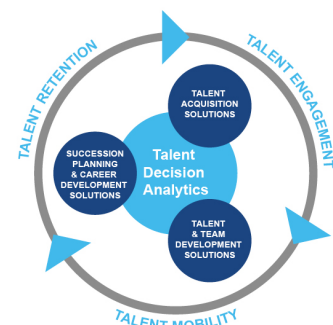 TALENT RETENTION
TALENT ENGAGEMENT
TALENT
ACQUISITION
SOLUTIONS
SUCCESSION
PLANNING
& CAREER
DEVELOPMENT
SOLUTIONS
Talent
Decision
Analytics
TALENT
& TEAM
DEVELOPMENT
SOLUTIONS
TALENT MOBILITY